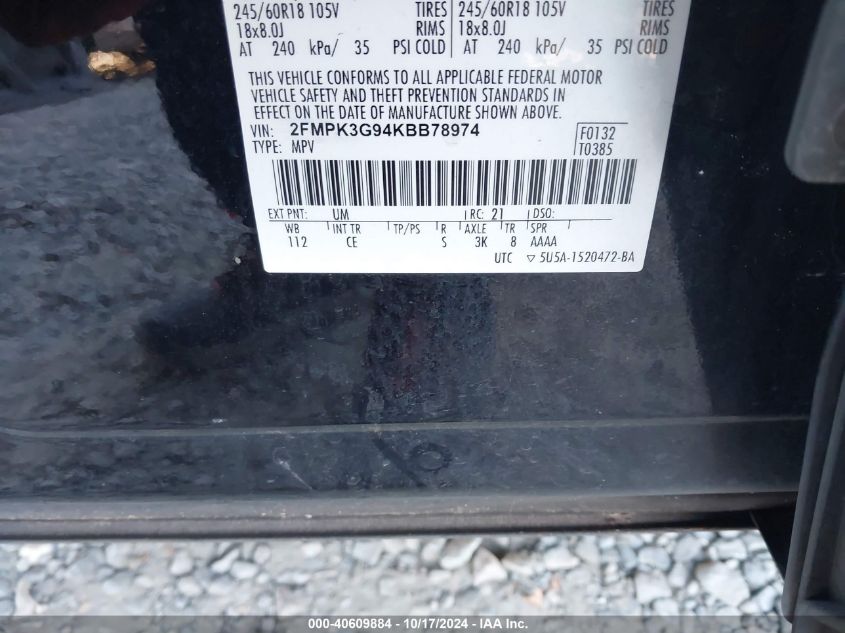 245/60R18 105V TIRES 245/60R18 105V TIRES
18x8.0J RIMS 18x8.0J RIMS
AT 240 kPa/ 35 PSI COLD AT 240 kPa/ 35 PSI COLD
THIS VEHICLE CONFORMS TO ALL APPLICABLE FEDERAL MOTOR
VEHICLE SAFETY AND THEFT PREVENTION STANDARDS IN
EFFECT ON THE DATE OF MANUFACTURE SHOWN ABOVE.
VIN: 2FMPK3G94KBB78974 F0132
TYPE: MPV T0385
EXT PNT: UM RC: 21 DSO:
WB INT TR TP/PS R AXLE TR SPR
112 CE S 3K 8 AAAA
UTC ▽ 5U5A-1520472-BA
000-40609884 - 10/17/2024 - IAA Inc.